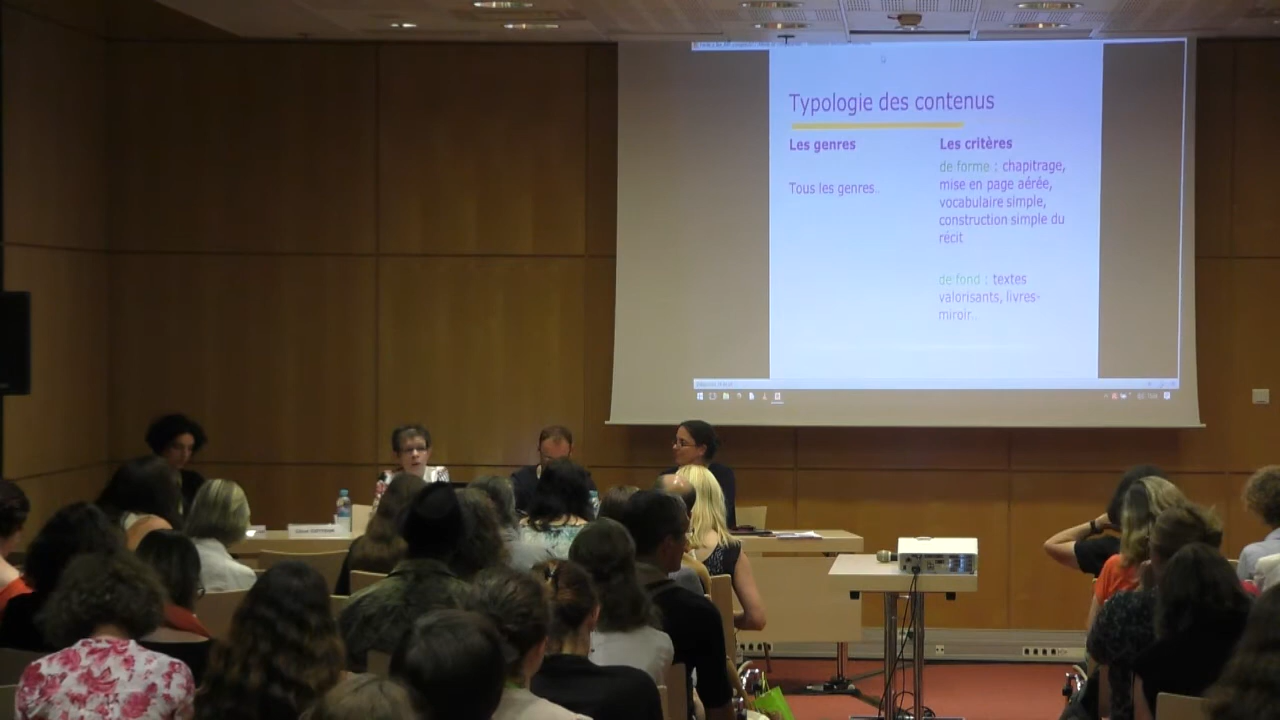 Typologie des contenus
Les genres
Tous les genres.
Les critères
de forme : chapitrage,
mise en page aérée,
vocabulaire simple,
construction simple du
récit
de fond : textes
valorisants, livres-
miroir.